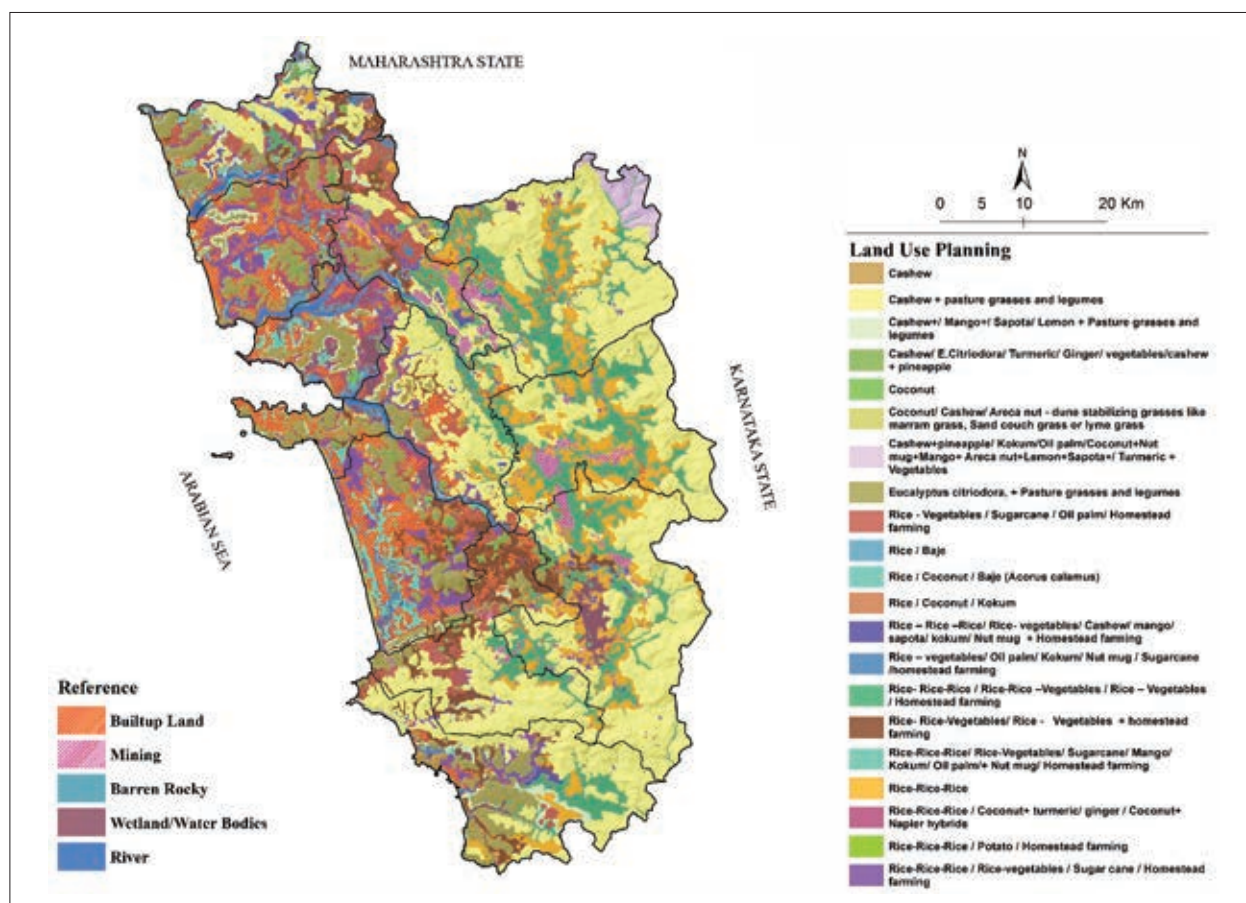 MAHARASHTRA STATE
N
0 5 10 20 Km
KARNATAKA STATE
ARABIAN SEA
Reference
Builtup Land
Mining
Barren Rocky
Wetland/Water Bodies
River
Land Use Planning
Cashew
Cashew + pasture grasses and legumes
Cashew+/ Mango+/ Sapota/ Lemon + Pasture grasses and
legumes
Cashew/ E.Citriodora/ Turmeric/ Ginger/ vegetables/cashew
+ pineapple
Coconut
Coconut/ Cashew/ Areca nut - dune stabilizing grasses like
marram grass, Sand couch grass or lyme grass
Cashew+pineapple/ Kokum/Oil palm/Coconut+Nut
mug+Mango+ Areca nut+Lemon+Sapota+/ Turmeric +
Vegetables
Eucalyptus citriodora, + Pasture grasses and legumes
Rice - Vegetables / Sugarcane / Oil palm/ Homestead
farming
Rice / Baje
Rice / Coconut / Baje (Acorus calamus)
Rice / Coconut / Kokum
Rice – Rice –Rice/ Rice- vegetables/ Cashew/ mango/
sapota/ kokum/ Nut mug + Homestead farming
Rice – vegetables/ Oil palm/ Kokum/ Nut mug / Sugarcane
/homestead farming
Rice- Rice-Rice / Rice-Rice –Vegetables / Rice – Vegetables
/ Homestead farming
Rice- Rice-Vegetables/ Rice - Vegetables + homestead
farming
Rice-Rice-Rice/ Rice-Vegetables/ Sugarcane/ Mango/
Kokum/ Oil palm/+ Nut mug/ Homestead farming
Rice-Rice-Rice
Rice-Rice-Rice / Coconut+ turmeric/ ginger / Coconut+
Napier hybrids
Rice-Rice-Rice / Potato / Homestead farming
Rice-Rice-Rice / Rice-vegetables / Sugar cane / Homestead
farming